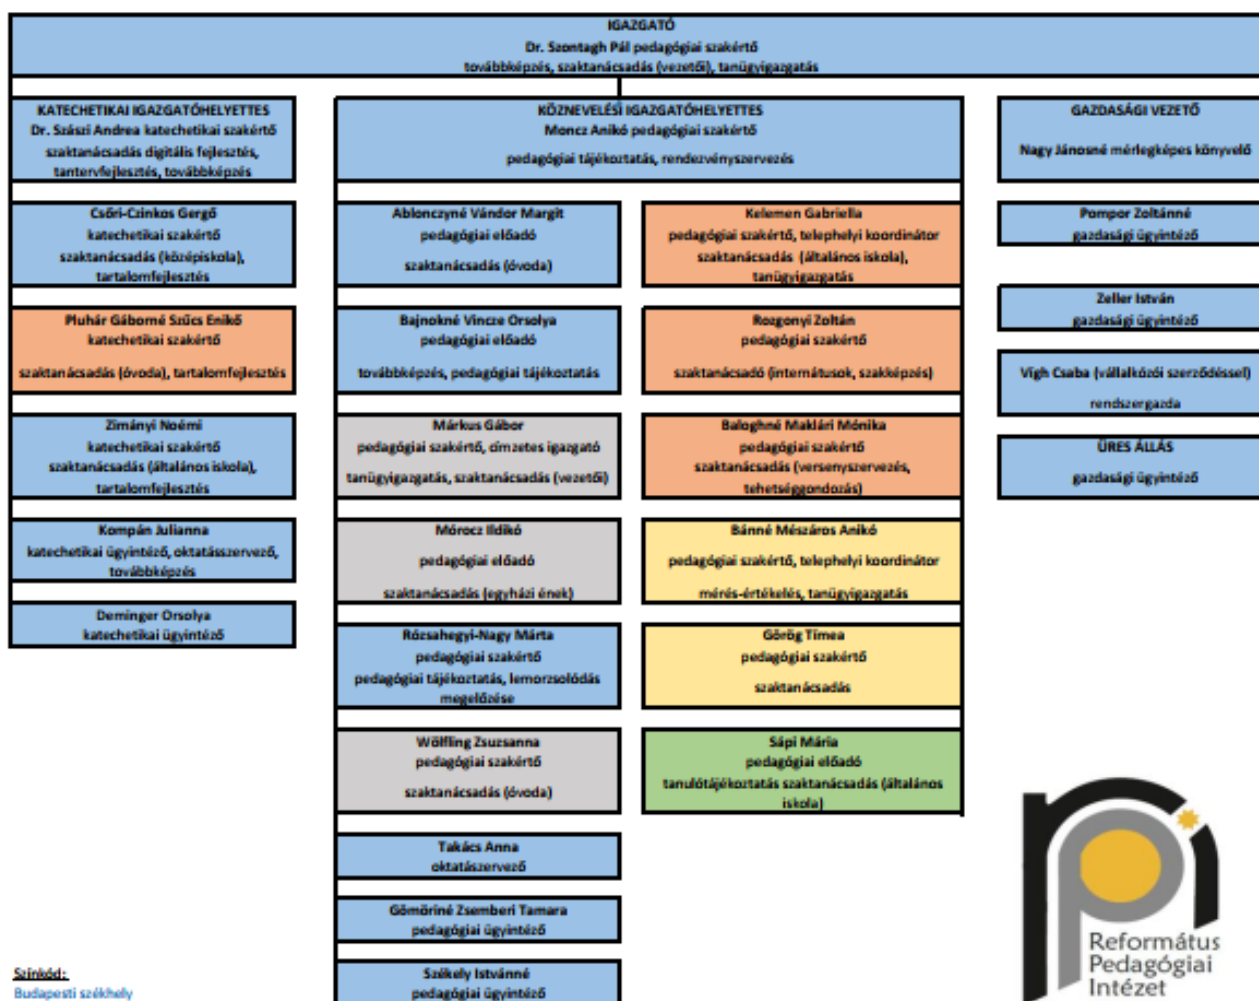 IGAZGATÓ
Dr. Szontagh Pál pedagógiai szakértő
továbbképzés, szaktanácsadás (vezetői), tanügyigazgatás
KATECHETIKAI IGAZGATÓHELYETTES
Dr. Szászi Andrea katechetikai szakértő
szaktanácsadás digitális fejlesztés,
tantervfejlesztés, továbbképzés
Csőri-Czinkos Gergő
katechetikai szakértő
szaktanácsadás (középiskola),
tartalomfejlesztés
Pluhár Gáborné Szűcs Enikő
katechetikai szakértő
szaktanácsadás (óvoda), tartalomfejlesztés
Zimányi Noémi
katechetikai szakértő
szaktanácsadás (általános iskola),
tartalomfejlesztés
Kompán Julianna
katechetikai ügyintéző, oktatásszervező,
továbbképzés
Deminger Orsolya
katechetikai ügyintéző
KÖZNEVELÉSI IGAZGATÓHELYETTES
Moncz Anikó pedagógiai szakértő
pedagógiai tájékoztatás, rendezvényszervezés
Ablonczyné Vándor Margit
pedagógiai előadó
szaktanácsadás (óvoda)
Bajnokné Vincze Orsolya
pedagógiai előadó
továbbképzés, pedagógiai tájékoztatás
Márkus Gábor
pedagógiai szakértő, címzetes igazgató
tanügyigazgatás, szaktanácsadás (vezetői)
Mórocz Ildikó
pedagógiai előadó
szaktanácsadás (egyházi ének)
Rózsahegyi-Nagy Márta
pedagógiai szakértő
pedagógiai tájékoztatás, lemorzsolódás
megelőzése
Wölfling Zsuzsanna
pedagógiai szakértő
szaktanácsadás (óvoda)
Takács Anna
oktatászervező
Gömöriné Zsemberi Tamara
pedagógiai ügyintéző
Székely Istvánné
pedagógiai ügyintéző
Kelemen Gabriella
pedagógiai szakértő, telephelyi koordinátor
szaktanácsadás (általános iskola),
tanügyigazgatás
Rozgonyi Zoltán
pedagógiai szakértő
szaktanácsadó (internátusok, szakképzés)
Baloghné Maklári Mónika
pedagógiai szakértő
szaktanácsadás (versenyszervezés,
tehetséggondozás)
Bánné Mészáros Anikó
pedagógiai szakértő, telephelyi koordinátor
mérés-értékelés, tanügyigazgatás
Görög Tímea
pedagógiai szakértő
szaktanácsadás
Sápi Mária
pedagógiai előadó
tanulótájékoztatás szaktanácsadás (általános
iskola)
GAZDASÁGI VEZETŐ
Nagy Jánosné mérlegképes könyvelő
Pompor Zoltánné
gazdasági ügyintéző
Zeller István
gazdasági ügyintéző
Vígh Csaba (vállalkozói szerződéssel)
rendszergazda
ÜRES ÁLLÁS
gazdasági ügyintéző
Színkód:
Budapesti székhely
Református
Pedagógiai
Intézet